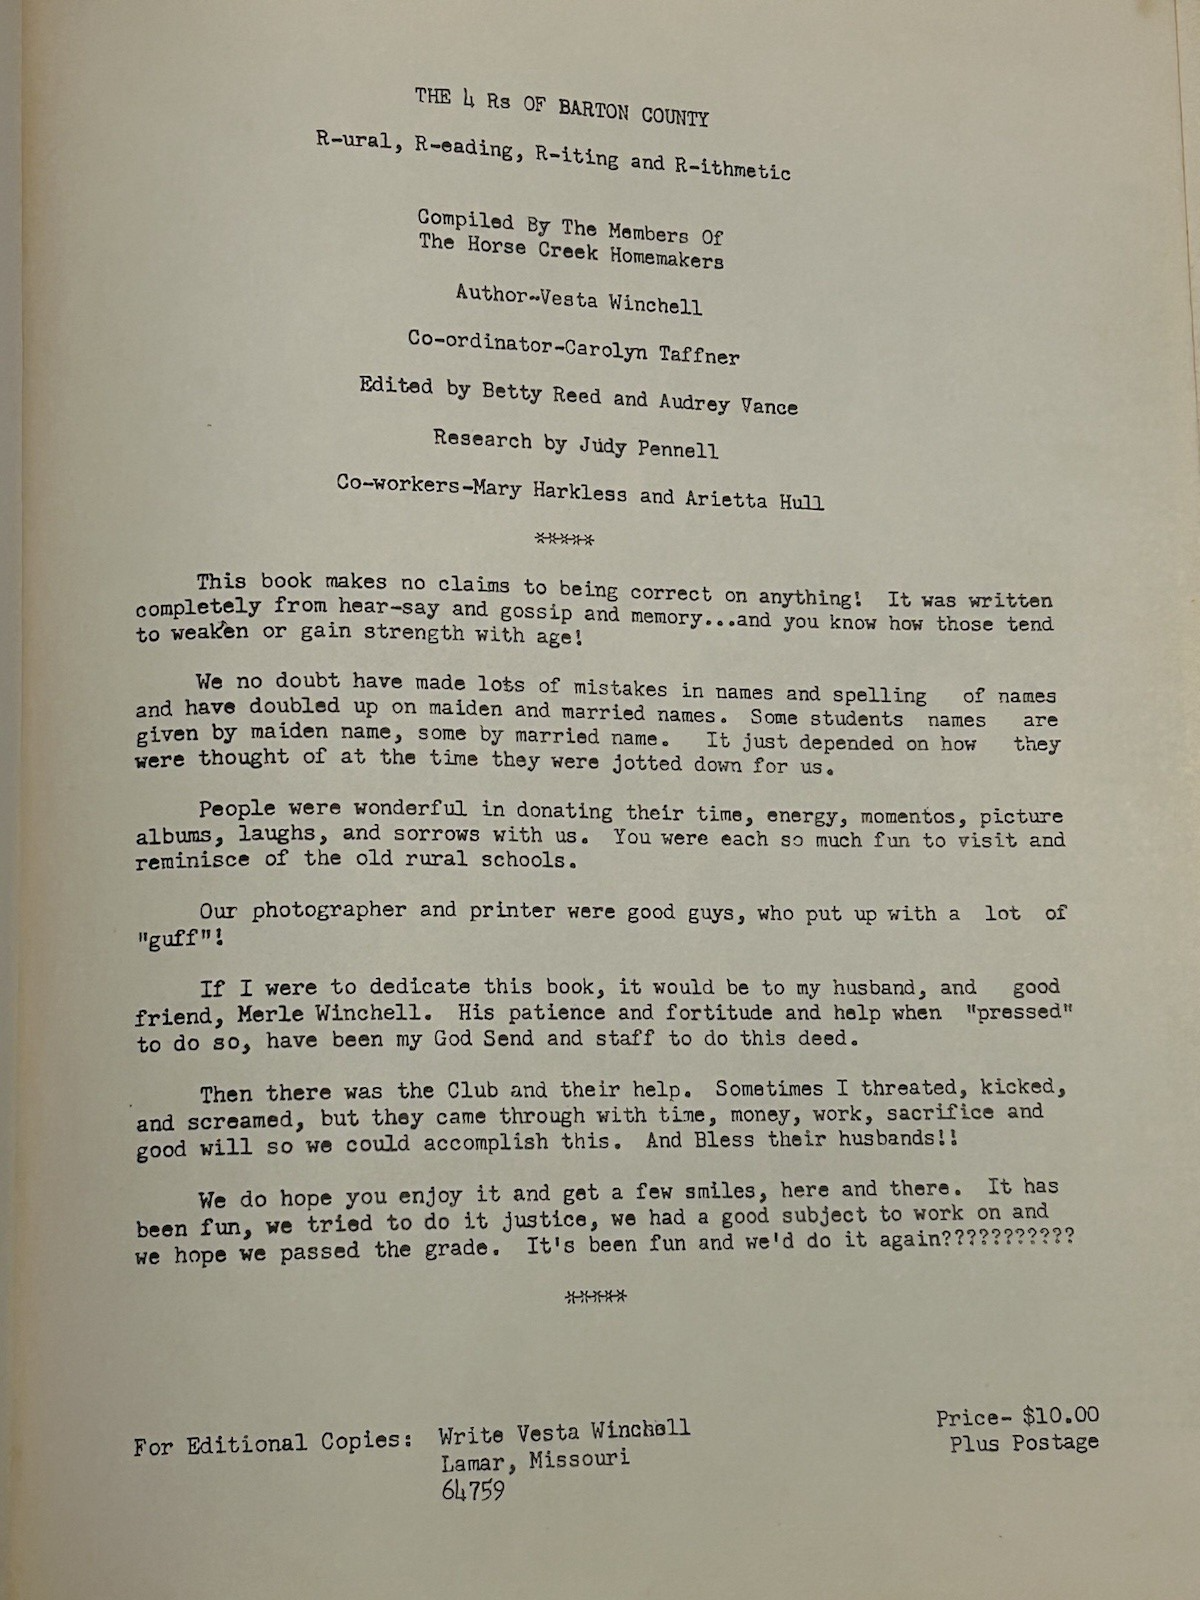 THE 4 Rs OF BARTON COUNTY
R-ural, R-eading, R-iting and R-ithmetic
Compiled By The Members Of
The Horse Creek Homemakers
Author-Vesta Winchell
Co-ordinator-Carolyn Taffner
Edited by Betty Reed and Audrey Vance
Research by Judy Pennell
Co-workers-Mary Harkless and Arietta Hull
*****
This book makes no claims to being correct on anything! It was written
completely from hear-say and gossip and memory...and you know how those tend
to weaken or gain strength with age!
We no doubt have made lots of mistakes in names and spelling of names
and have doubled up on maiden and married names. Some students names are
given by maiden name, some by married name. It just depended on how they
were thought of at the time they were jotted down for us.
People were wonderful in donating their time, energy, momentos, picture
albums, laughs, and sorrows with us. You were each so much fun to visit and
reminisce of the old rural schools.
Our photographer and printer were good guys, who put up with a lot of
"guff"!
If I were to dedicate this book, it would be to my husband, and good
friend, Merle Winchell. His patience and fortitude and help when "pressed"
to do so, have been my God Send and staff to do this deed.
Then there was the Club and their help. Sometimes I threated, kicked,
and screamed, but they came through with time, money, work, sacrifice and
good will so we could accomplish this. And Bless their husbands!!
We do hope you enjoy it and get a few smiles, here and there. It has
been fun, we tried to do it justice, we had a good subject to work on and
we hope we passed the grade. It's been fun and we'd do it again???????????
*****
For Editional Copies: Write Vesta Winchell
Lamar, Missouri
64759
Price- $10.00
Plus Postage